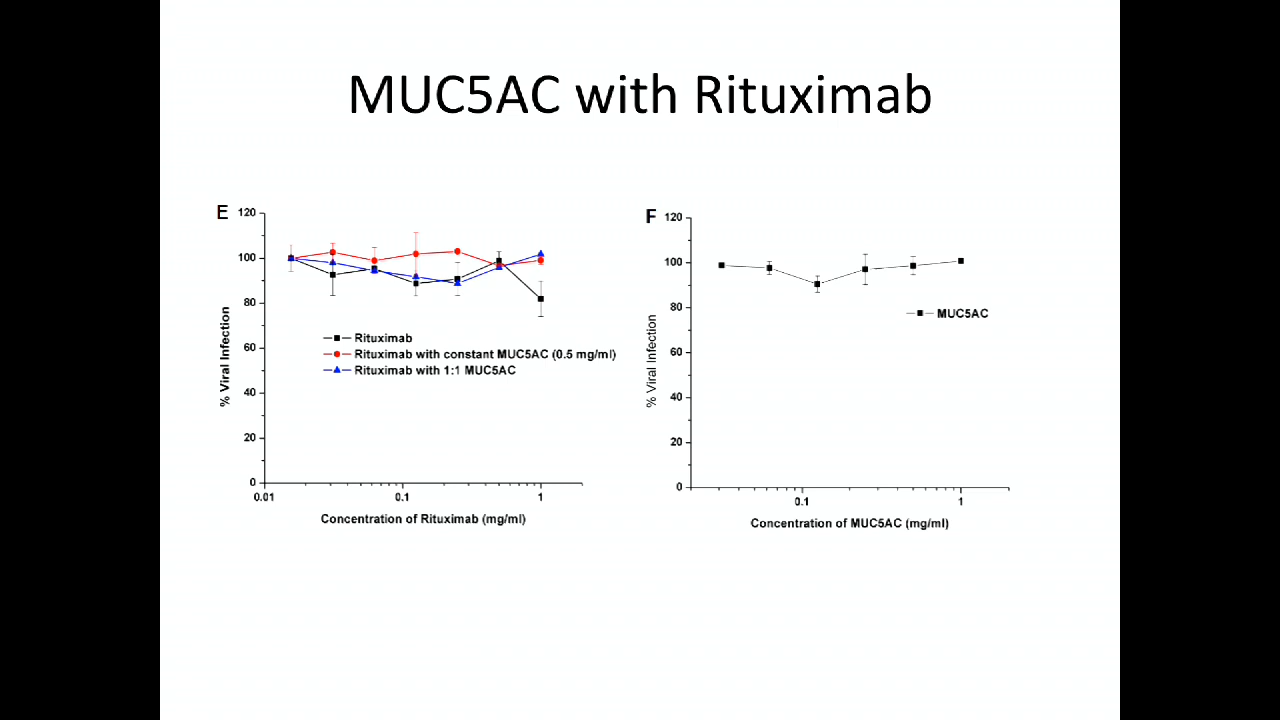 MUC5AC with Rituximab
E
120
100
80
60
40
20
0
% Viral Infection
Rituximab
Rituximab with constant MUC5AC (0.5 mg/ml)
Rituximab with 1:1 MUC5AC
0.01
0.1
1
Concentration of Rituximab (mg/ml)
F
120
100
80
60
40
20
0
% Viral Infection
MUC5AC
0.1
1
Concentration of MUC5AC (mg/ml)